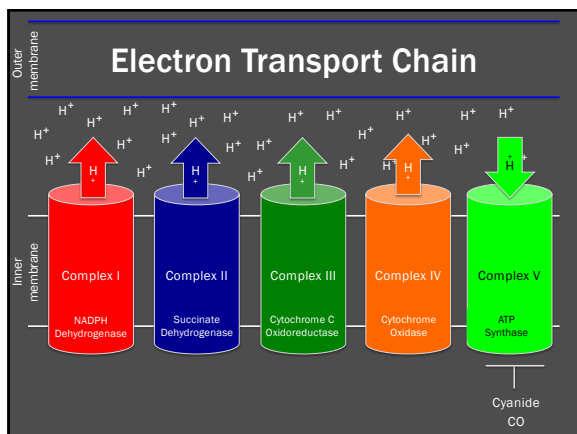 Outer
membrane
Electron Transport Chain
H+ H+ H+ H+ H+ H+ H+ H+ H+ H+ H+
H+ H+ H+ H+ H+ H+ H+
H+ H+ H+ H+ H+ H+
H+ H+ H+ H+ H+ H+
Inner
membrane
Complex I
Complex II
Complex III
Complex IV
Complex V
NADPH
Dehydrogenase
Succinate
Dehydrogenase
Cytochrome C
Oxidoreductase
Cytochrome
Oxidase
ATP
Synthase
Cyanide
CO